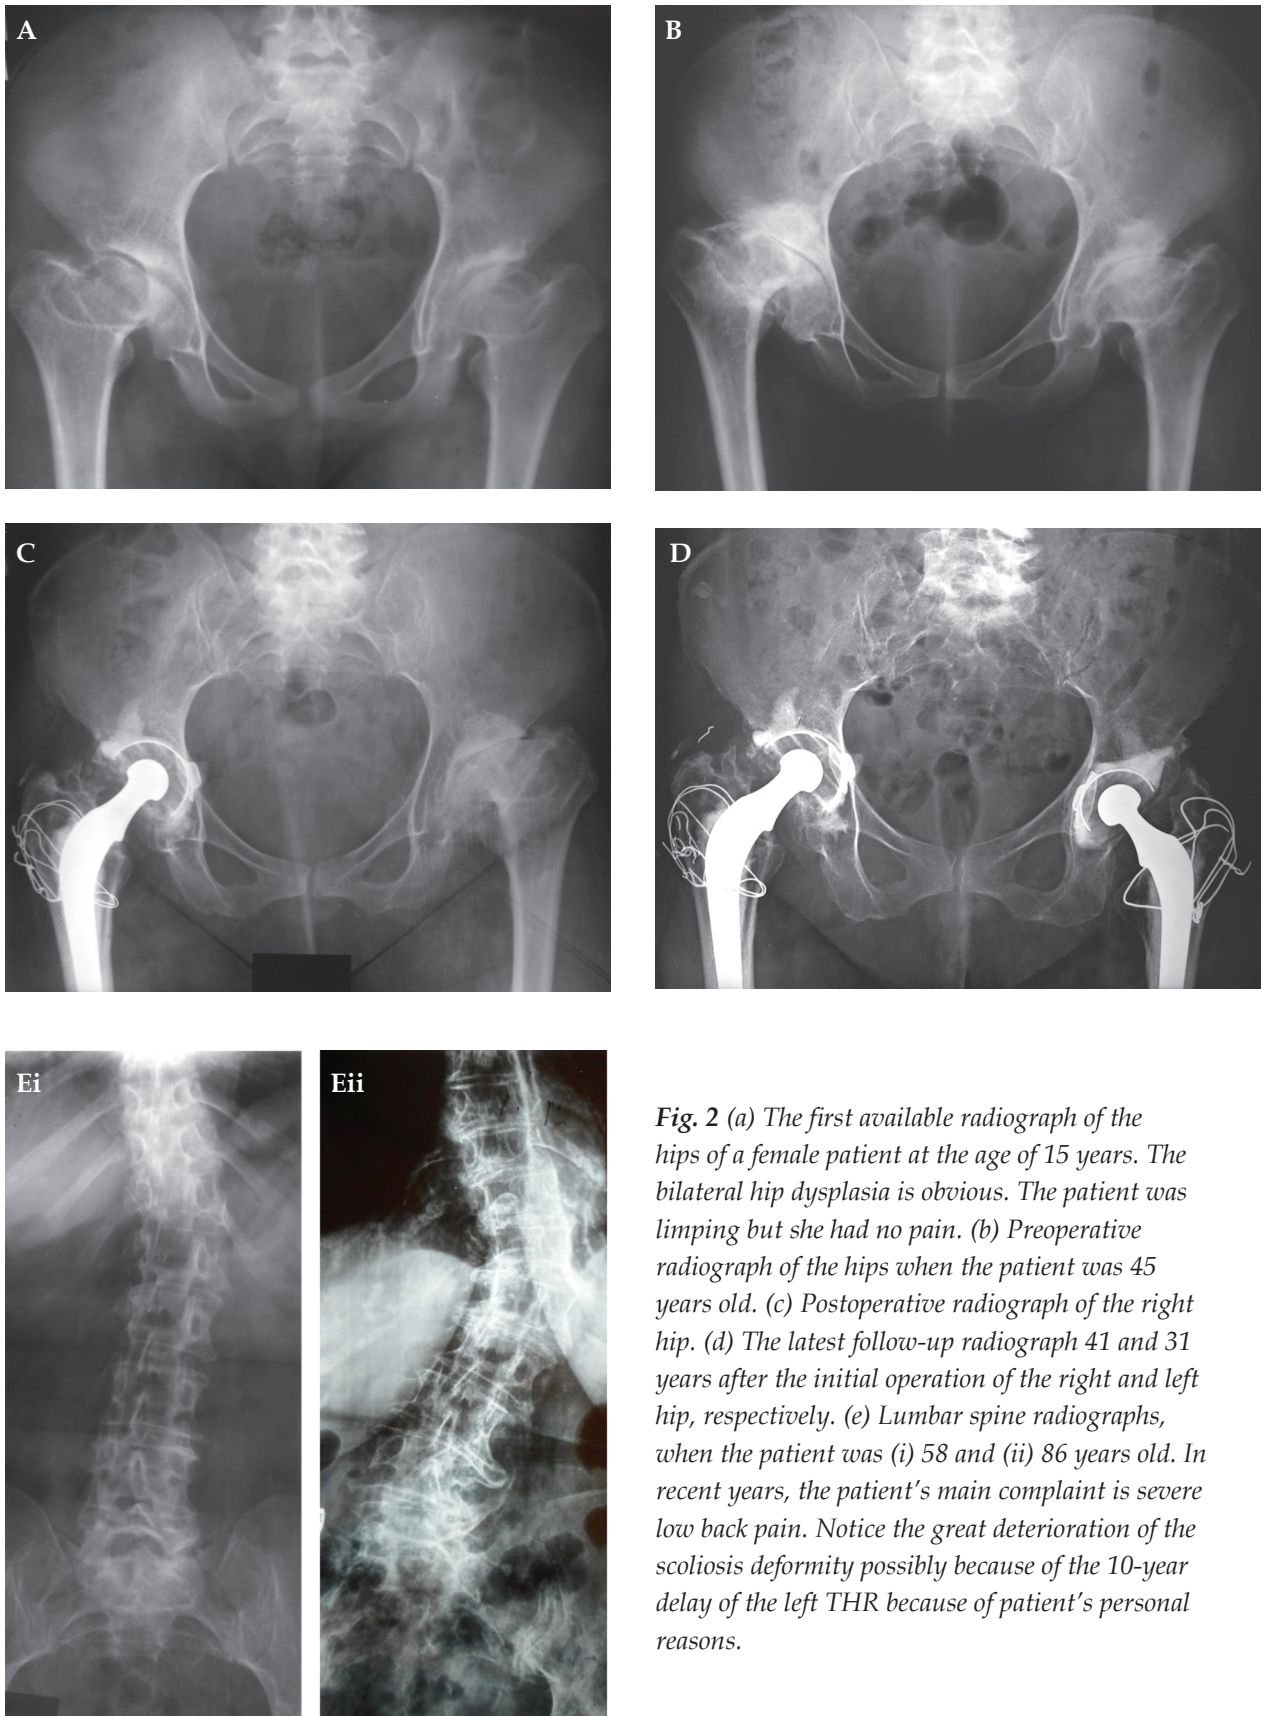 A
B
C
D
Ei
Eii
Fig. 2 (a) The first available radiograph of the
hips of a female patient at the age of 15 years. The
bilateral hip dysplasia is obvious. The patient was
limping but she had no pain. (b) Preoperative
radiograph of the hips when the patient was 45
years old. (c) Postoperative radiograph of the right
hip. (d) The latest follow-up radiograph 41 and 31
years after the initial operation of the right and left
hip, respectively. (e) Lumbar spine radiographs,
when the patient was (i) 58 and (ii) 86 years old. In
recent years, the patient's main complaint is severe
low back pain. Notice the great deterioration of the
scoliosis deformity possibly because of the 10-year
delay of the left THR because of patient's personal
reasons.